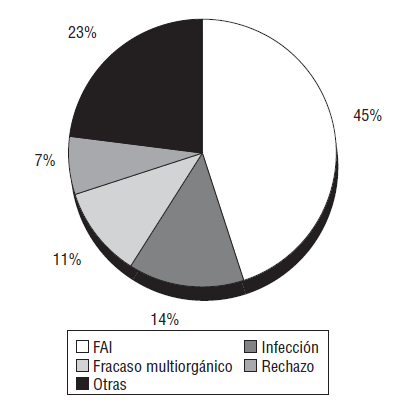 23%
45%
7%
11%
14%
FAI
Infección
Fracaso multiorgánico
Rechazo
Otras